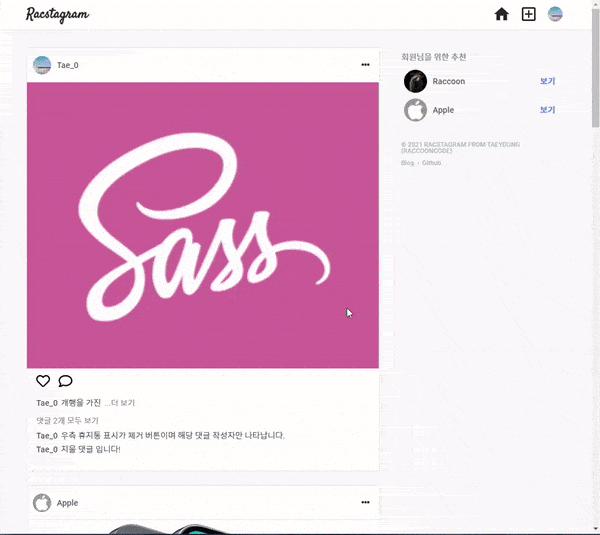 Racstagram
Tae_0
Sass
Tae_0 개행을 가진 ...더 보기
댓글 2개 모두 보기
Tae_0 우측 휴지통 표시가 제거 버튼이며 해당 댓글 작성자만 나타납니다.
Tae_0 지울 댓글 입니다!
Apple
회원님을 위한 추천
Raccoon 보기
Apple 보기
© 2021 RACSTAGRAM FROM TAEYOUNG
(RACCOONCODE)
Blog · Github